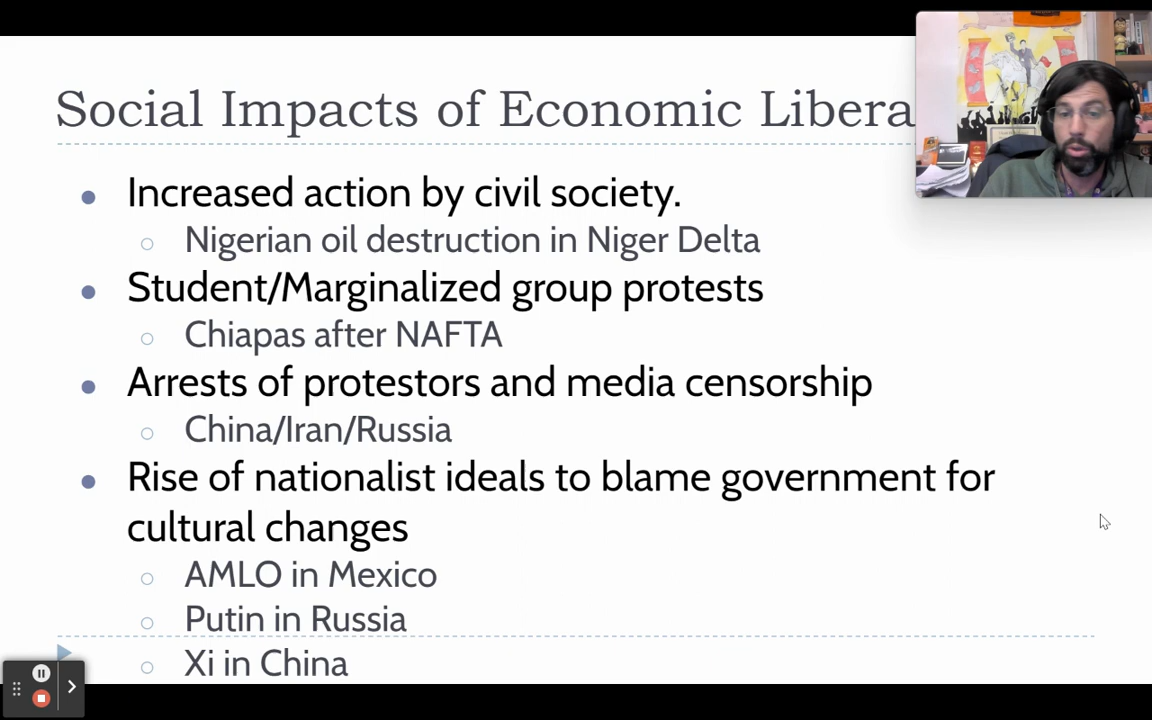 Social Impacts of Economic Libera
Increased action by civil society.
Nigerian oil destruction in Niger Delta
Student/Marginalized group protests
Chiapas after NAFTA
Arrests of protestors and media censorship
China/Iran/Russia
Rise of nationalist ideals to blame government for
cultural changes
AMLO in Mexico
Putin in Russia
Xi in China